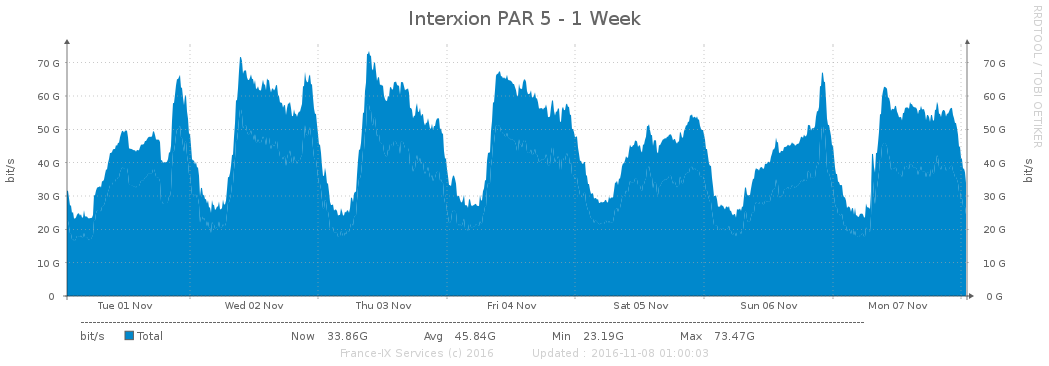 Interxion PAR 5 - 1 Week
RRDTOOL / TOBI OETIKER
bit/s
70 G 70 G
60 G 60 G
50 G 50 G
40 G 40 G
30 G 30 G
20 G 20 G
10 G 10 G
0 0 G
bit/s
Tue 01 Nov Wed 02 Nov Thu 03 Nov Fri 04 Nov Sat 05 Nov Sun 06 Nov Mon 07 Nov
bit/s Total Now 33.86G Avg 45.84G Min 23.19G Max 73.47G
France-IX Services (c) 2016 Updated : 2016-11-08 01:00:03